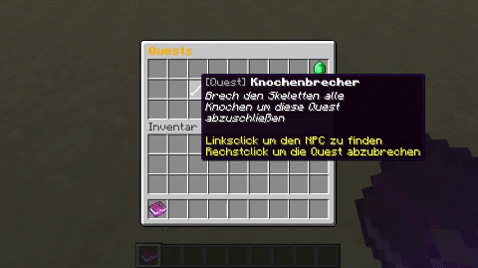 Quests
[Quest] Knochenbrecher
Brech den Skeletten alle
Knochen um diese Quest
abzuschließen
Inventar
Linksclick um den NPC zu finden
Rechstclick um die Quest abzubrechen